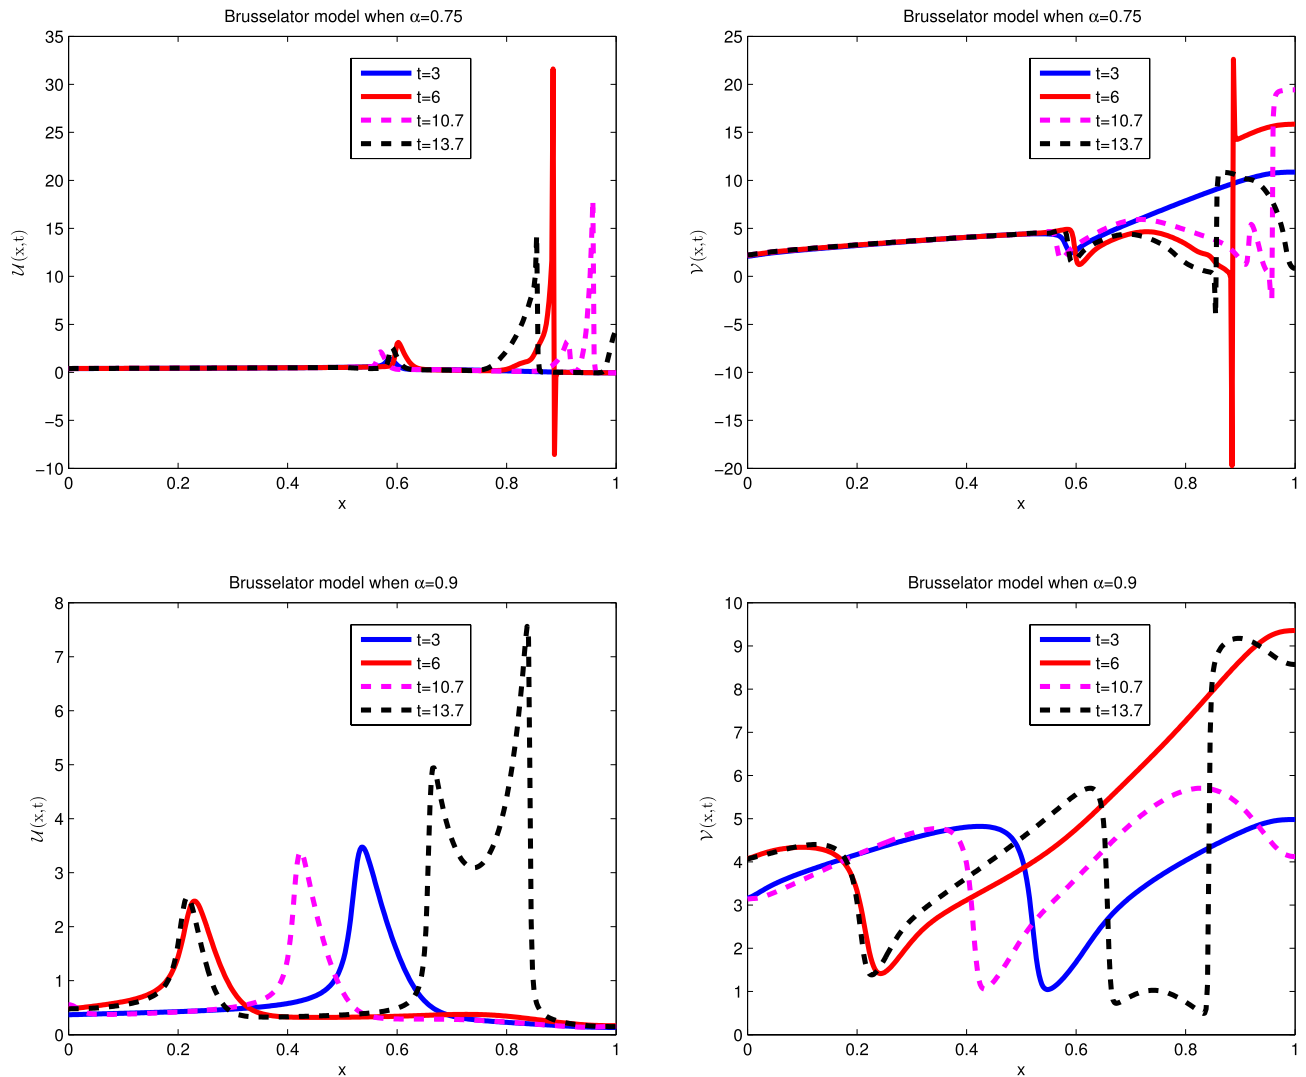 Brusselator model when α=0.75
35
30
25
20
15
10
5
0
−5
−10
U(x,t)
t=3
t=6
t=10.7
t=13.7
0 0.2 0.4 0.6 0.8 1
x
Brusselator model when α=0.75
25
20
15
10
5
0
−5
−10
−15
−20
V(x,t)
t=3
t=6
t=10.7
t=13.7
0 0.2 0.4 0.6 0.8 1
x
Brusselator model when α=0.9
8
7
6
5
4
3
2
1
0
U(x,t)
t=3
t=6
t=10.7
t=13.7
0 0.2 0.4 0.6 0.8 1
x
Brusselator model when α=0.9
10
9
8
7
6
5
4
3
2
1
0
V(x,t)
t=3
t=6
t=10.7
t=13.7
0 0.2 0.4 0.6 0.8 1
x